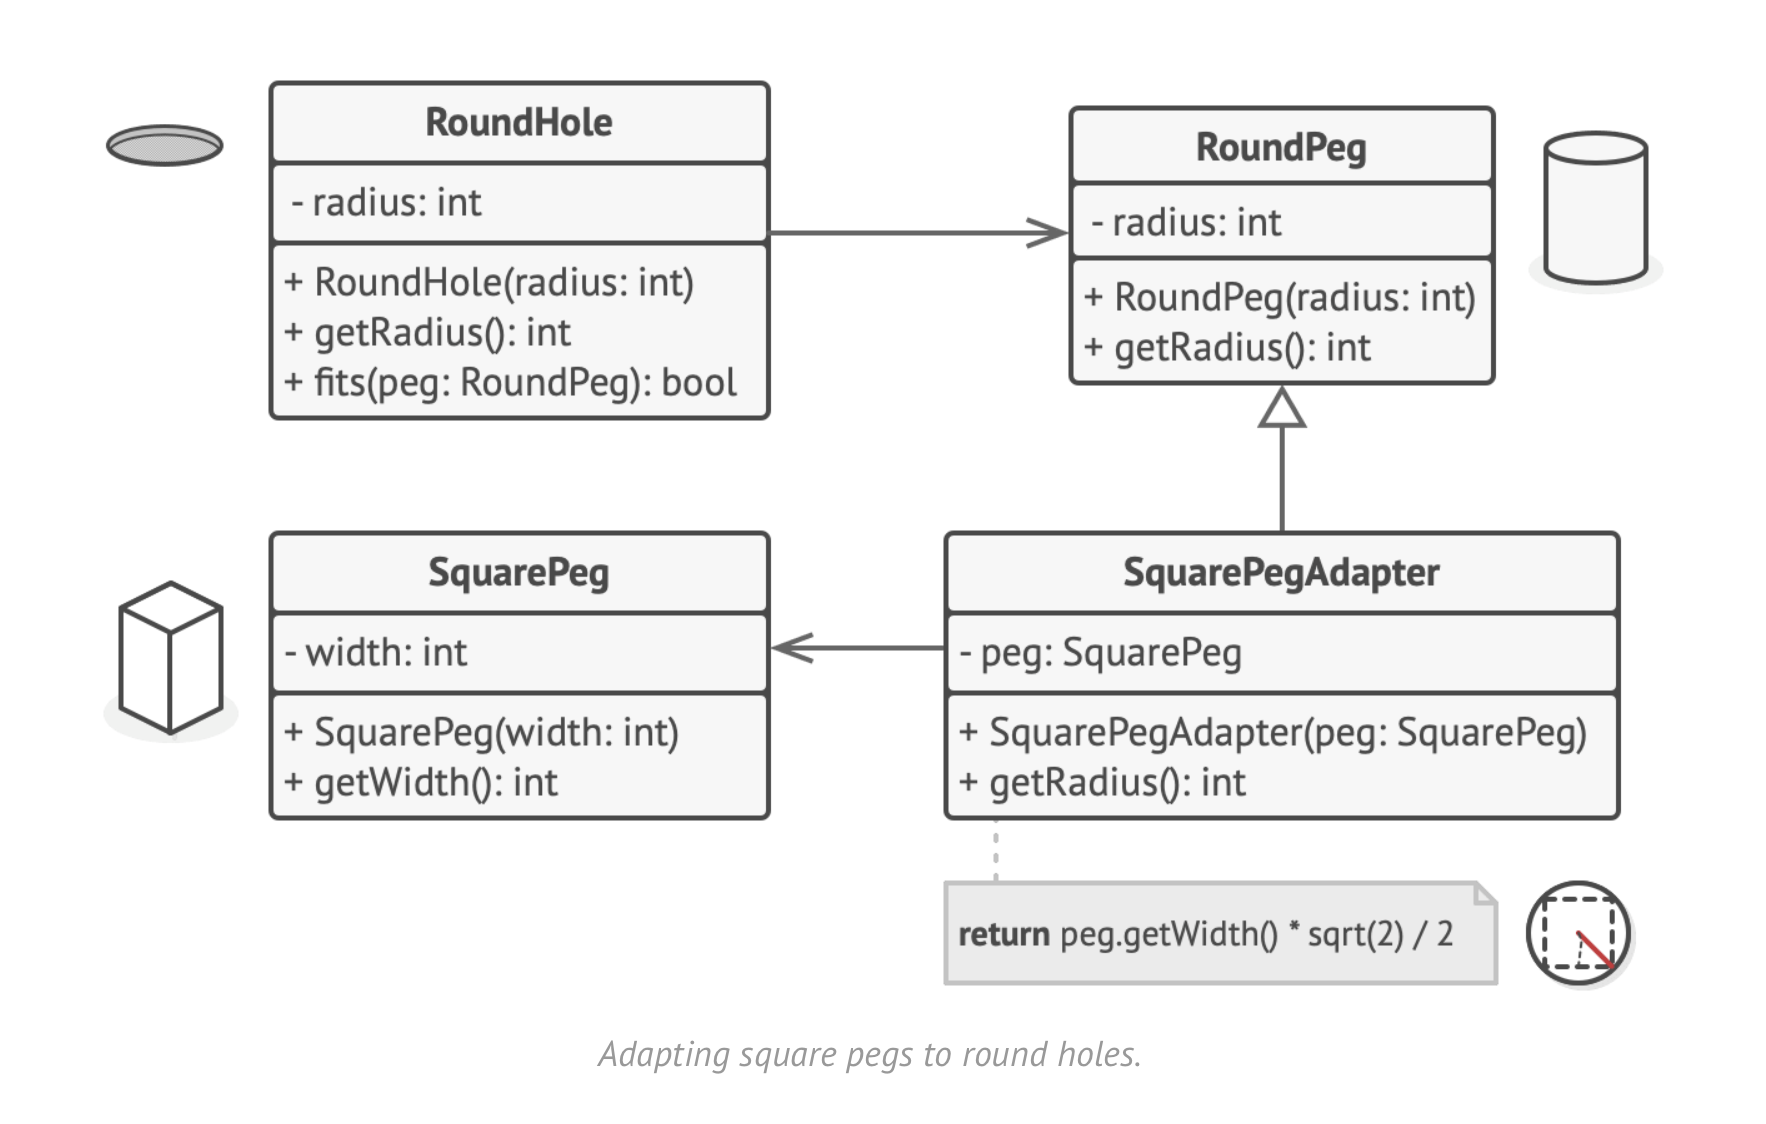 RoundHole
- radius: int
+ RoundHole(radius: int)
+ getRadius(): int
+ fits(peg: RoundPeg): bool
RoundPeg
- radius: int
+ RoundPeg(radius: int)
+ getRadius(): int
SquarePeg
- width: int
+ SquarePeg(width: int)
+ getWidth(): int
SquarePegAdapter
- peg: SquarePeg
+ SquarePegAdapter(peg: SquarePeg)
+ getRadius(): int
return peg.getWidth() * sqrt(2) / 2
Adapting square pegs to round holes.